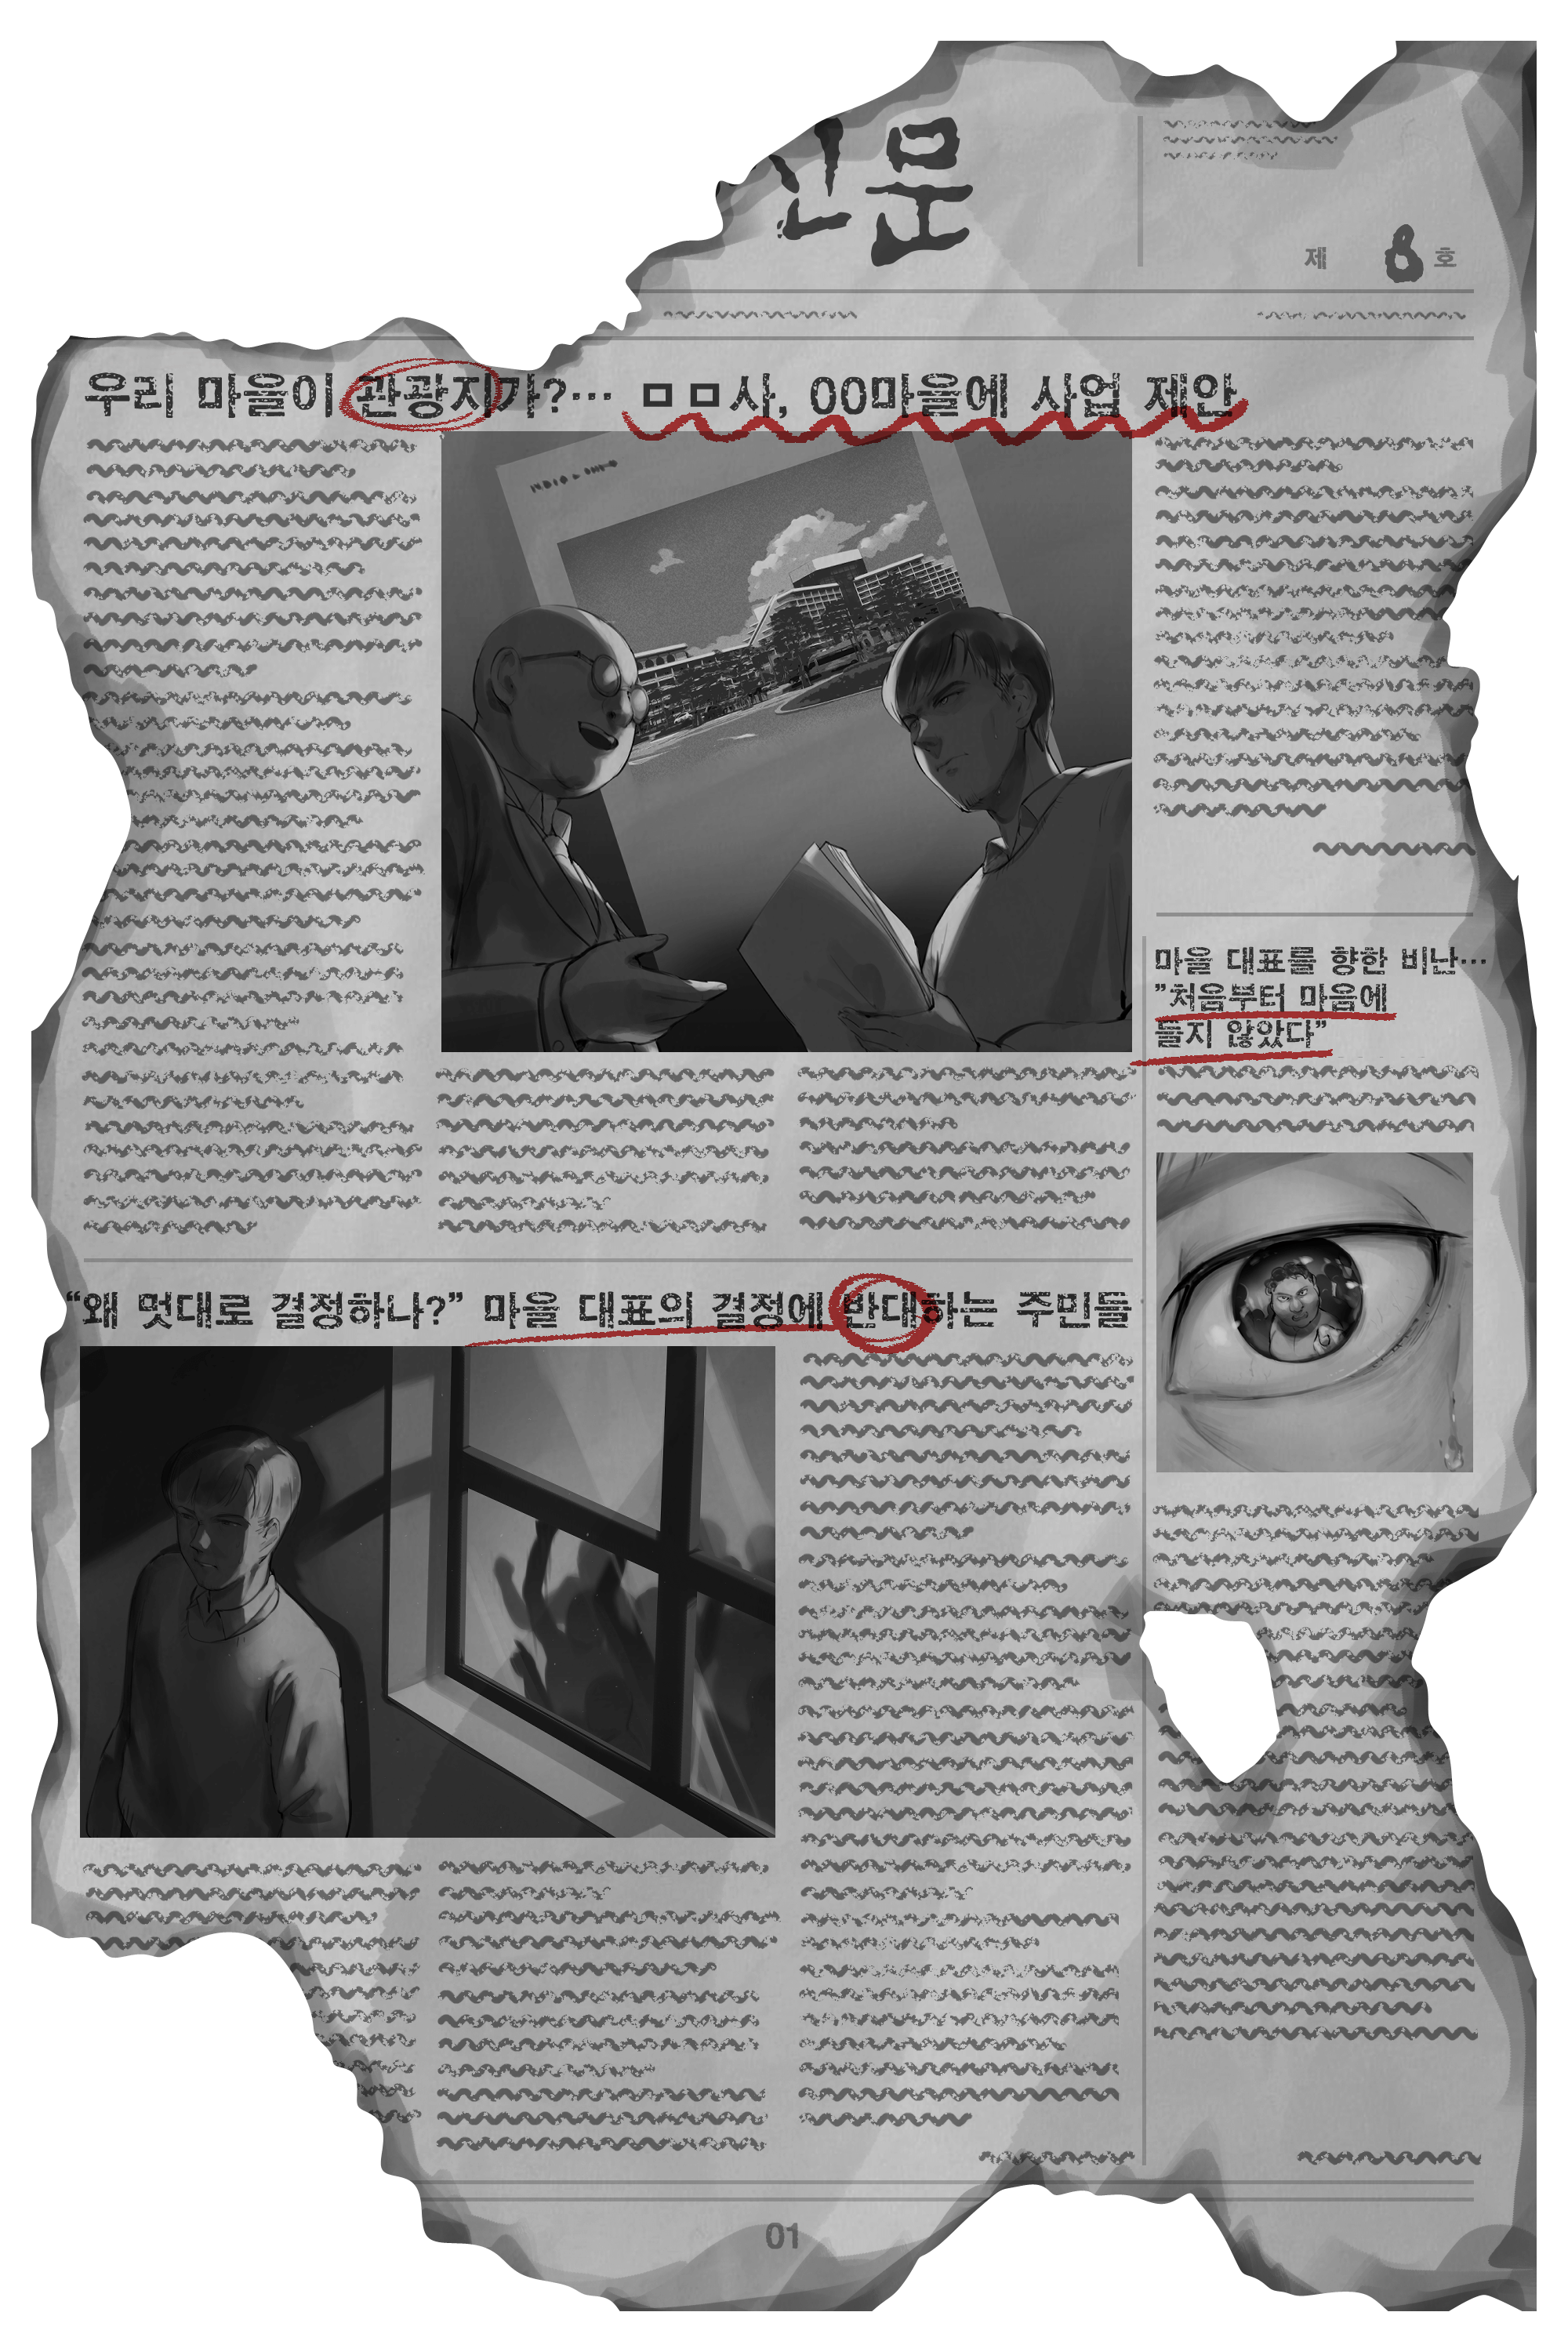 문
제 8 호
우리 마을이 관광지가?… ㅁㅁ사, 00마을에 사업 제안
마을 대표를 향한 비난…
”처음부터 마음에
들지 않았다”
“왜 멋대로 결정하나?” 마을 대표의 결정에 반대하는 주민들
01